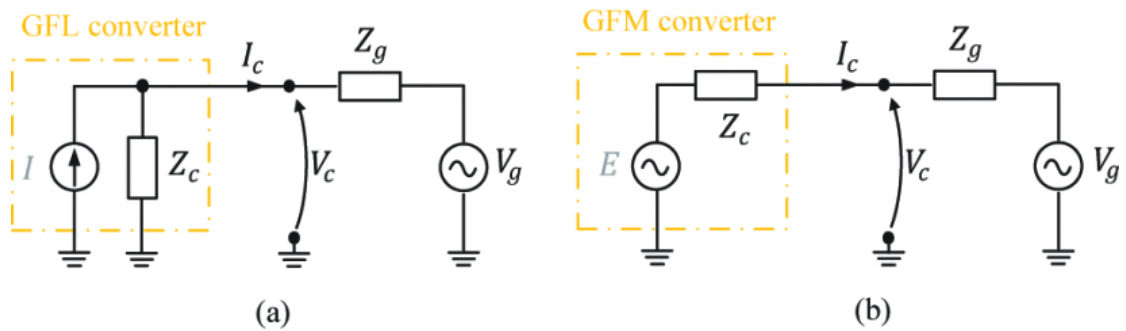 GFL converter
I_c
Z_g
I
Z_c
V_c
V_g
(a)
GFM converter
I_c
Z_g
Z_c
E
V_c
V_g
(b)